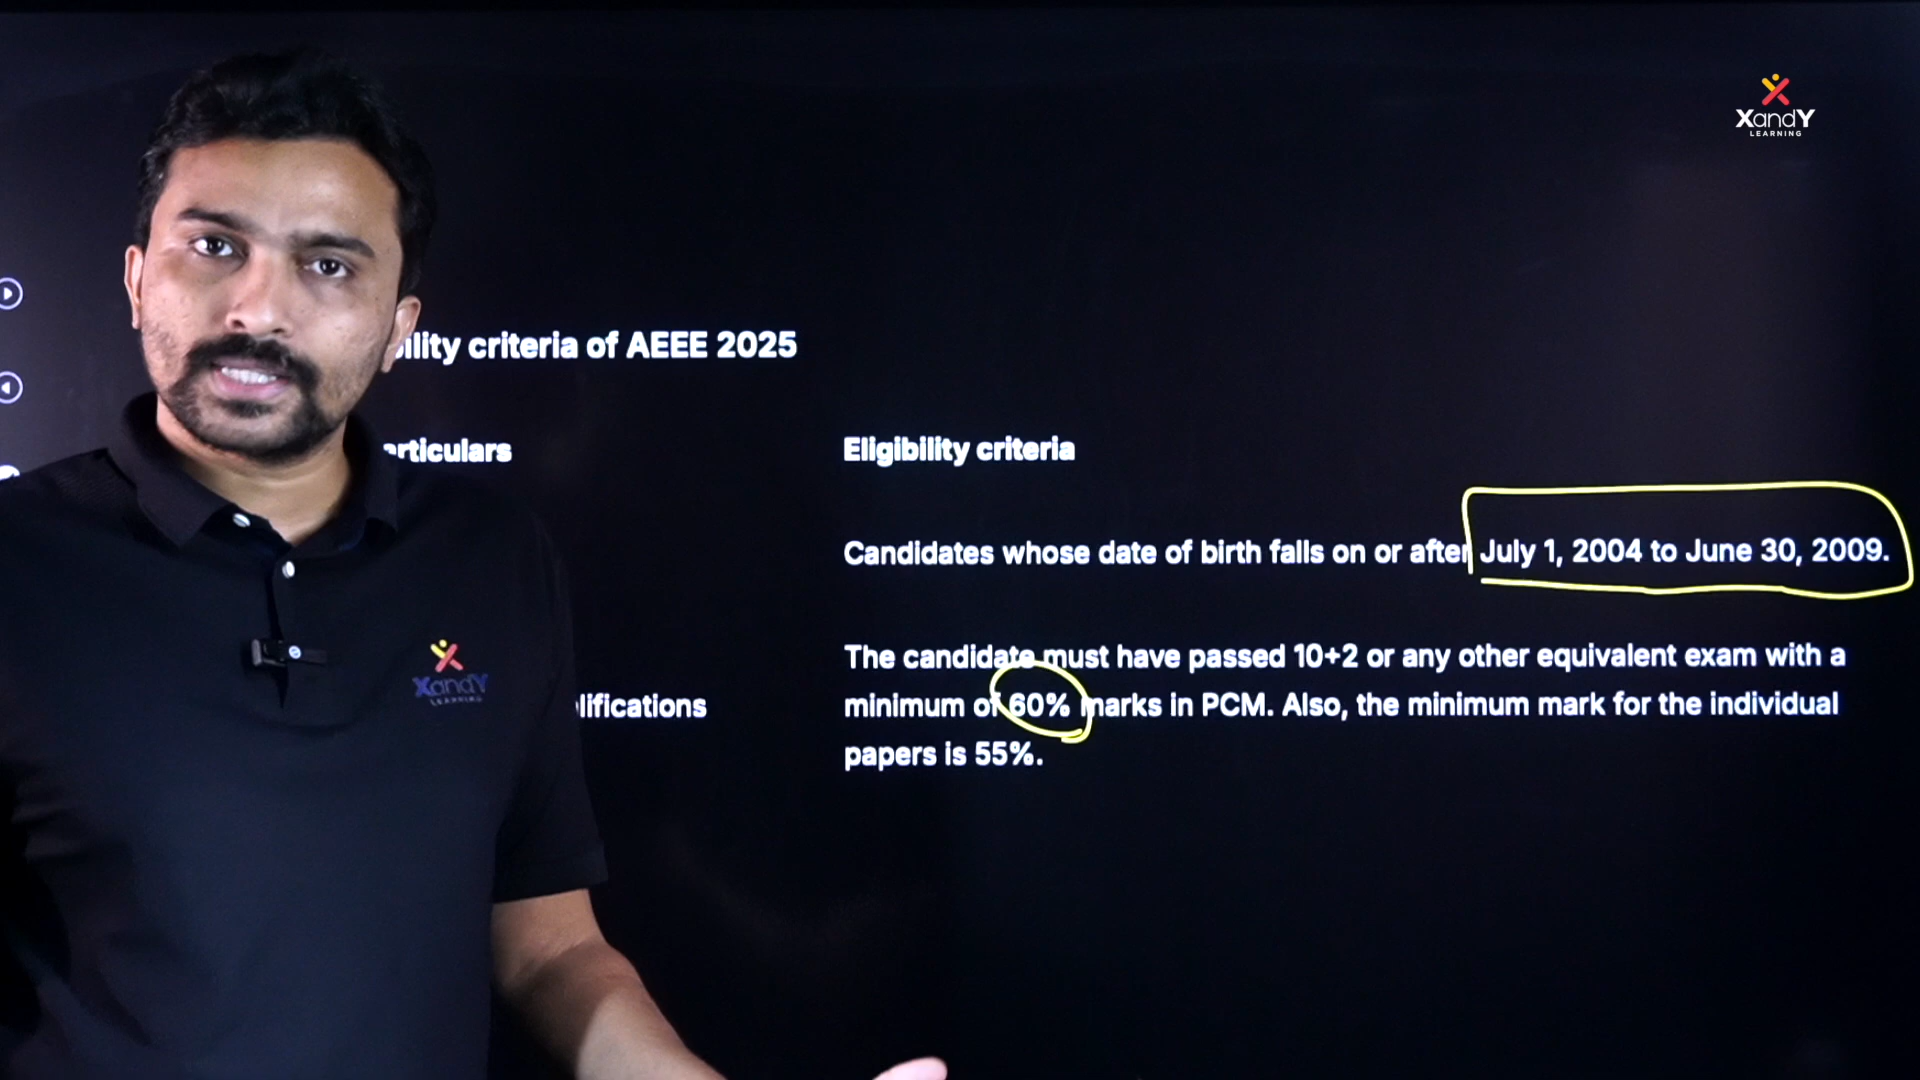 XandY
LEARNING
ility criteria of AEEE 2025
articulars
Eligibility criteria
Candidates whose date of birth falls on or after July 1, 2004 to June 30, 2009.
lifications
The candidate must have passed 10+2 or any other equivalent exam with a
minimum of 60% marks in PCM. Also, the minimum mark for the individual
papers is 55%.
XandY
LEARNING